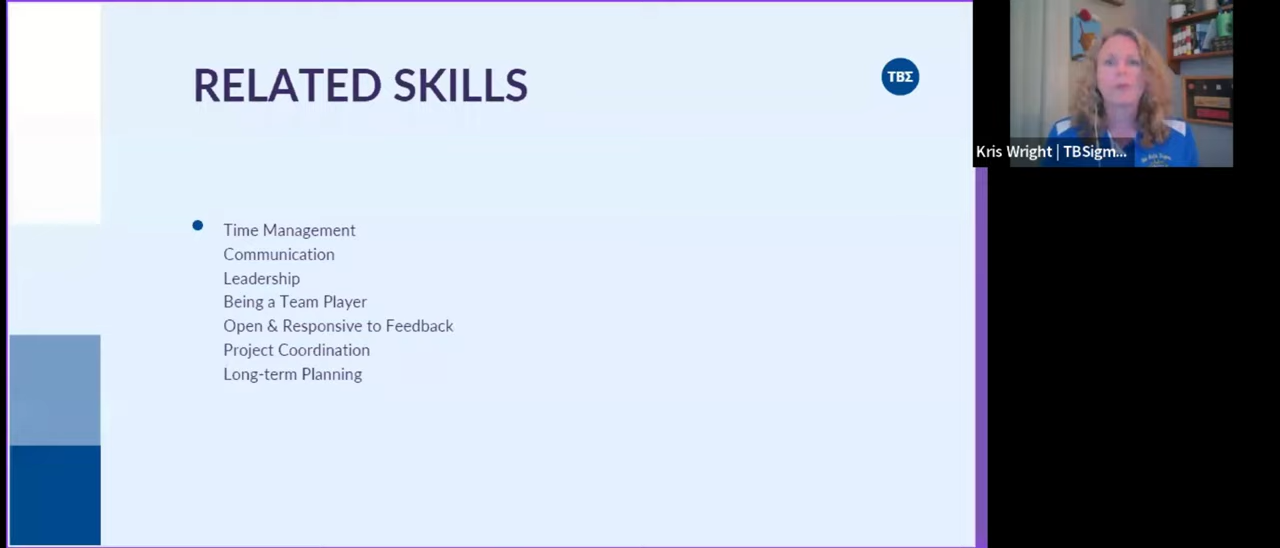 RELATED SKILLS
TBΣ
Time Management
Communication
Leadership
Being a Team Player
Open & Responsive to Feedback
Project Coordination
Long-term Planning
Kris Wright | TBSigm...